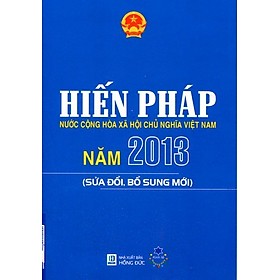 HIẾN PHÁP
NƯỚC CỘNG HÒA XÃ HỘI CHỦ NGHĨA VIỆT NAM
NĂM 2013
(SỬA ĐỔI, BỔ SUNG MỚI)
NHÀ XUẤT BẢN
HỒNG ĐỨC